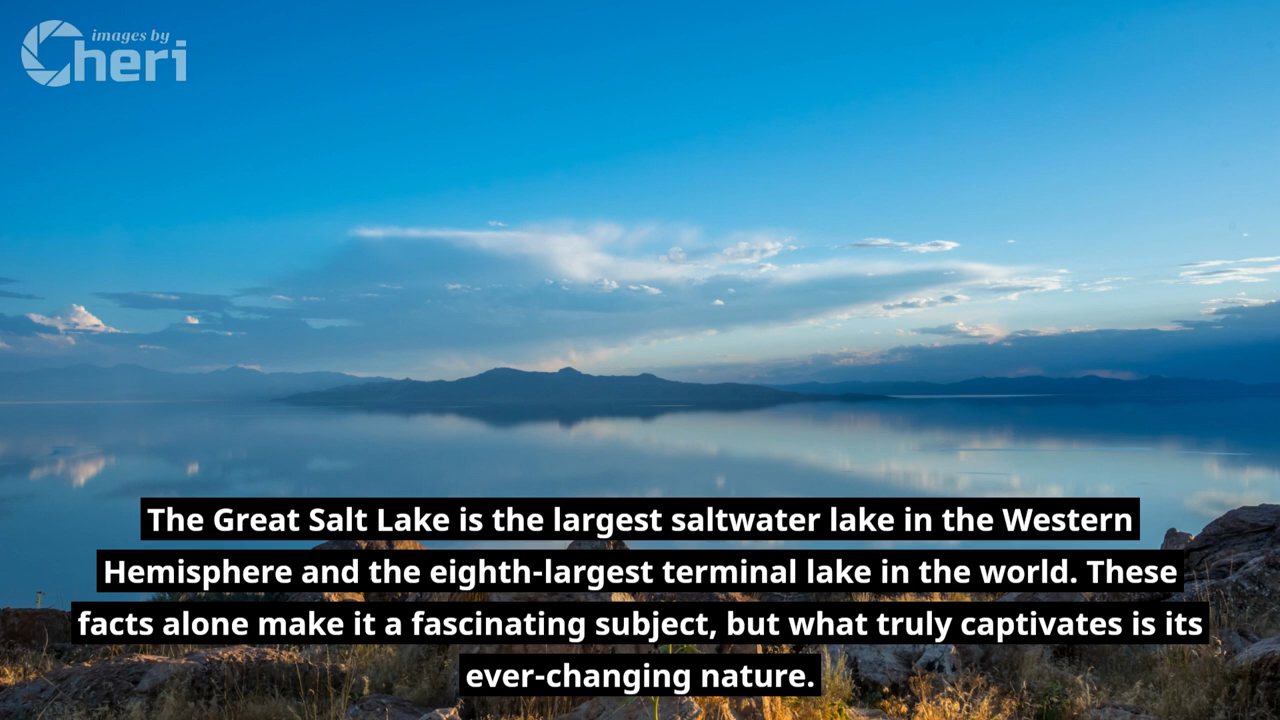 images by
Cheri
The Great Salt Lake is the largest saltwater lake in the Western
Hemisphere and the eighth-largest terminal lake in the world. These
facts alone make it a fascinating subject, but what truly captivates is its
ever-changing nature.